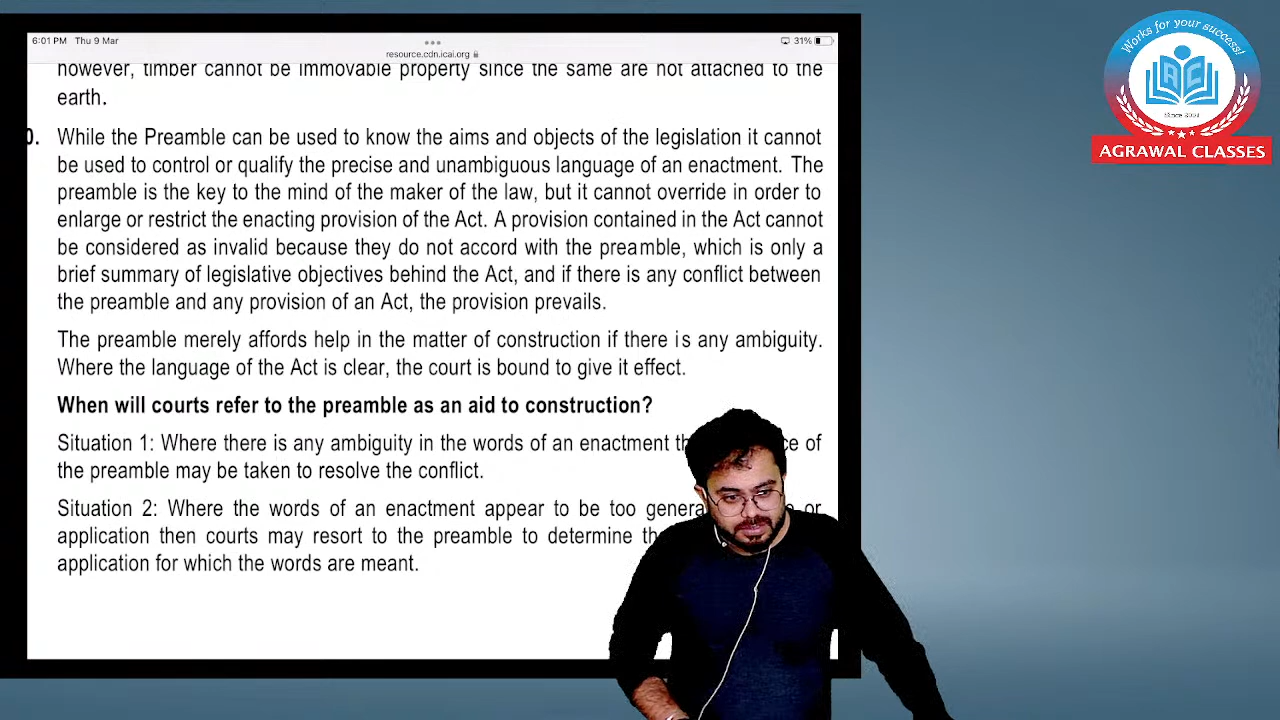 6:01 PM Thu 9 Mar
resource.cdn.icai.org
31%
however, timber cannot be immovable property since the same are not attached to the
earth.
0. While the Preamble can be used to know the aims and objects of the legislation it cannot
be used to control or qualify the precise and unambiguous language of an enactment. The
preamble is the key to the mind of the maker of the law, but it cannot override in order to
enlarge or restrict the enacting provision of the Act. A provision contained in the Act cannot
be considered as invalid because they do not accord with the preamble, which is only a
brief summary of legislative objectives behind the Act, and if there is any conflict between
the preamble and any provision of an Act, the provision prevails.
The preamble merely affords help in the matter of construction if there is any ambiguity.
Where the language of the Act is clear, the court is bound to give it effect.
When will courts refer to the preamble as an aid to construction?
Situation 1: Where there is any ambiguity in the words of an enactment of
the preamble may be taken to resolve the conflict.
Situation 2: Where the words of an enactment appear to be too or
application then courts may resort to the preamble to determine
application for which the words are meant.
Works for your success!
AC
Since 2001
AGRAWAL CLASSES